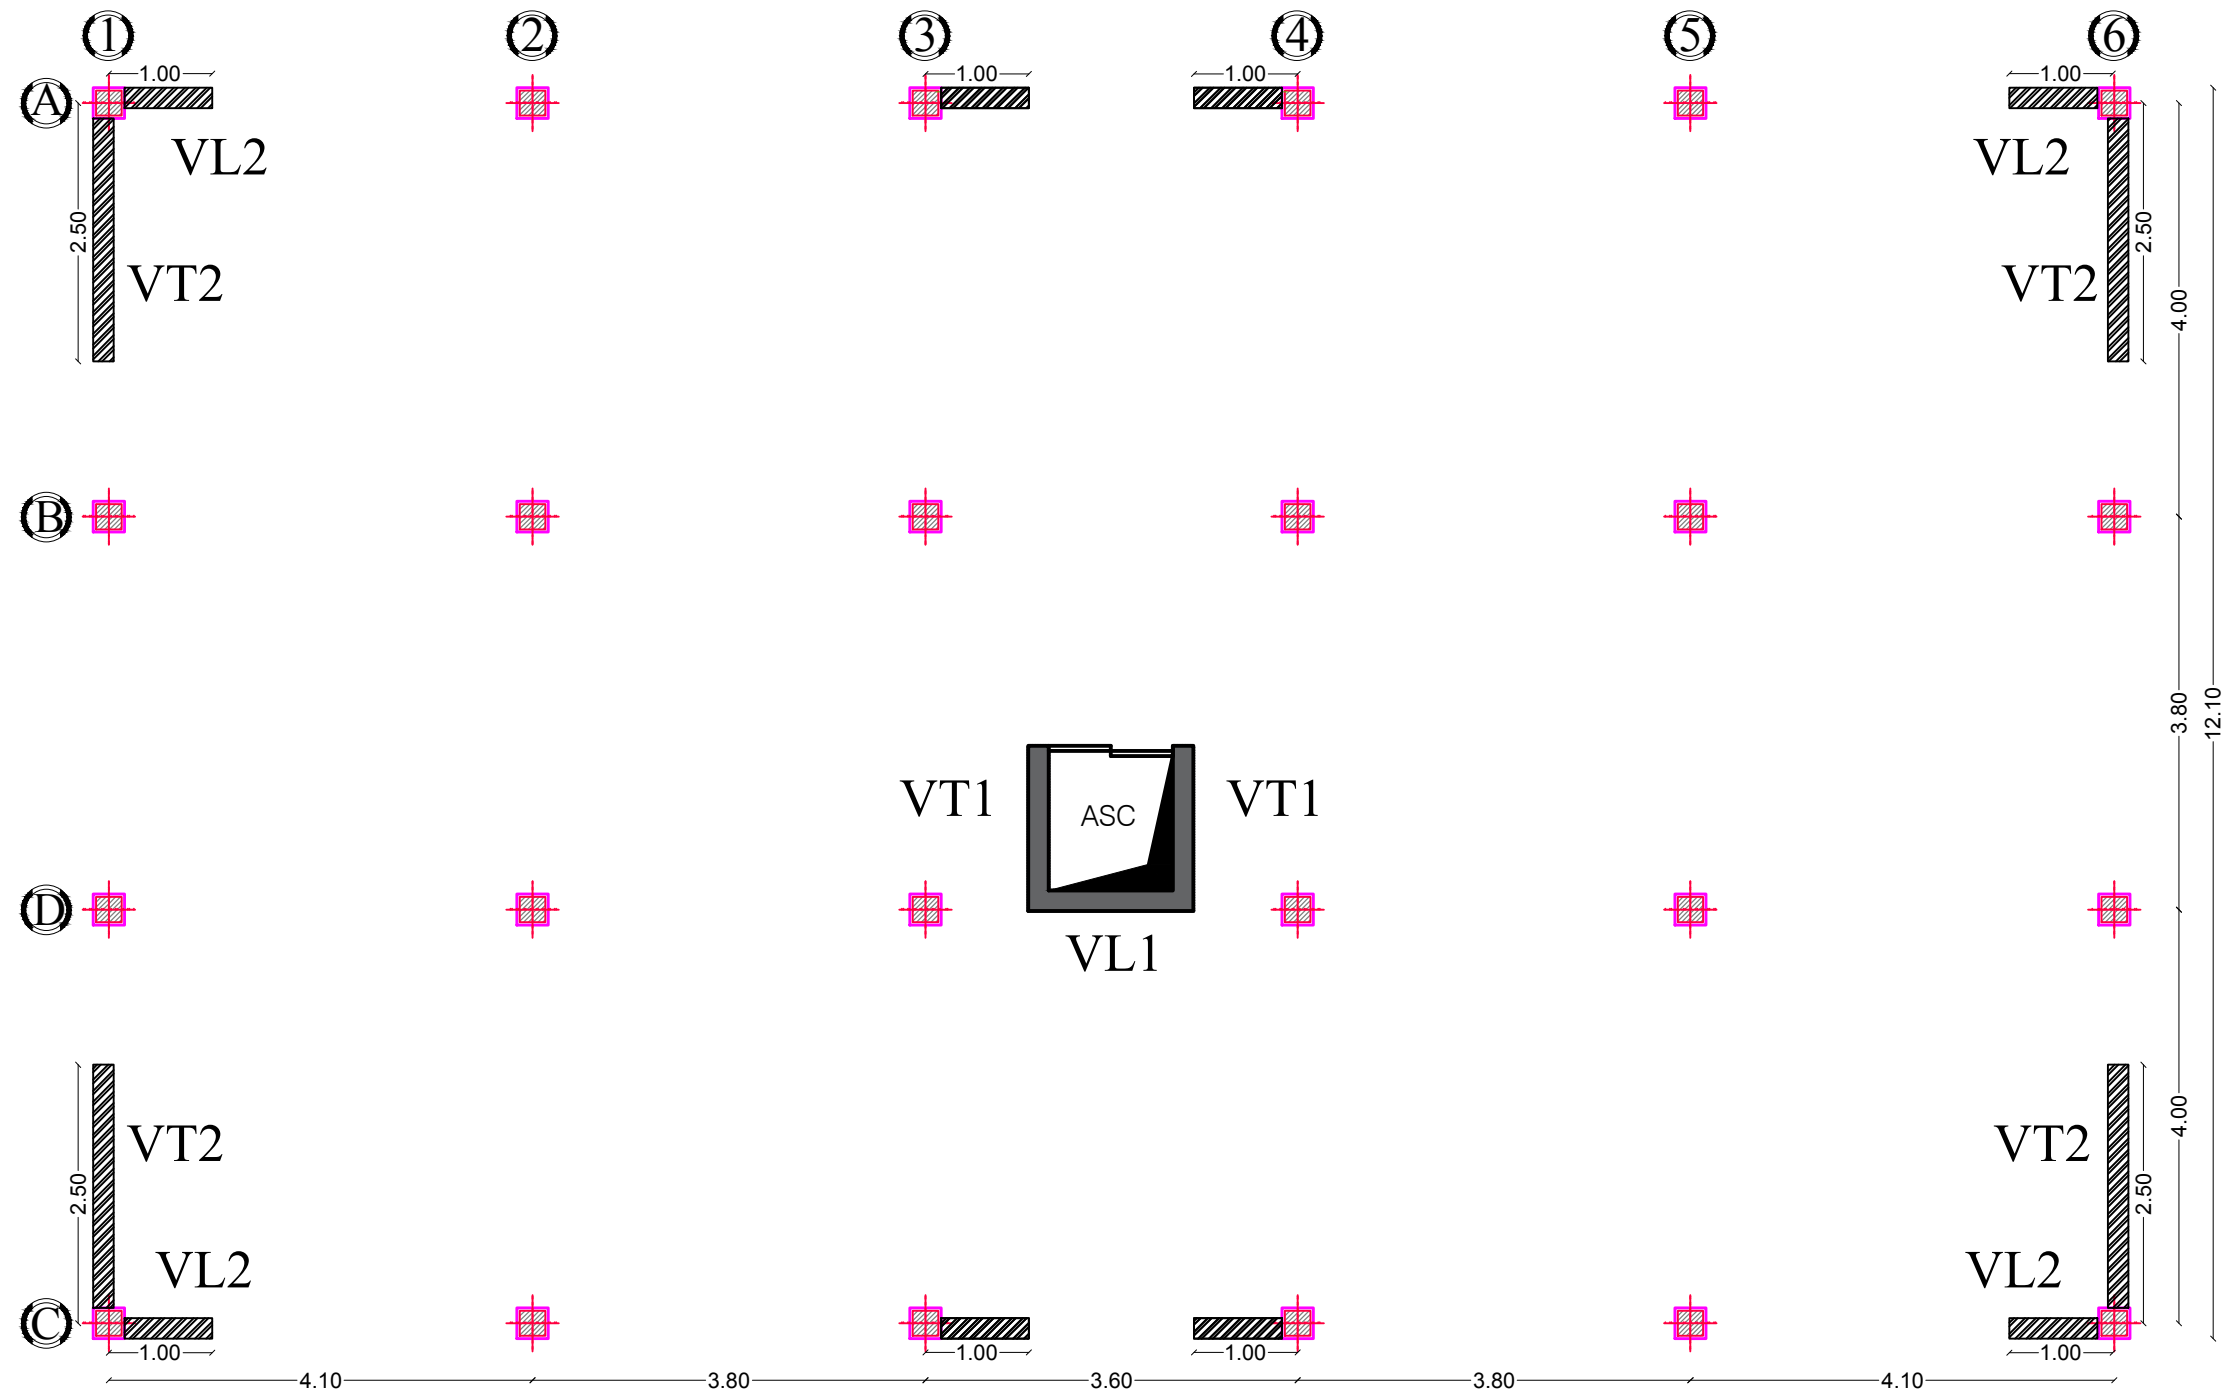 1 2 3 4 5 6
1.00 1.00 1.00 1.00
A
VL2 VL2
2.50 2.50
VT2 VT2
4.00
B
3.80
12.10
VT1 ASC VT1
D
VL1
4.00
VT2 VT2
2.50 2.50
VL2 VL2
C
1.00 1.00 1.00 1.00
4.10 3.80 3.60 3.80 4.10